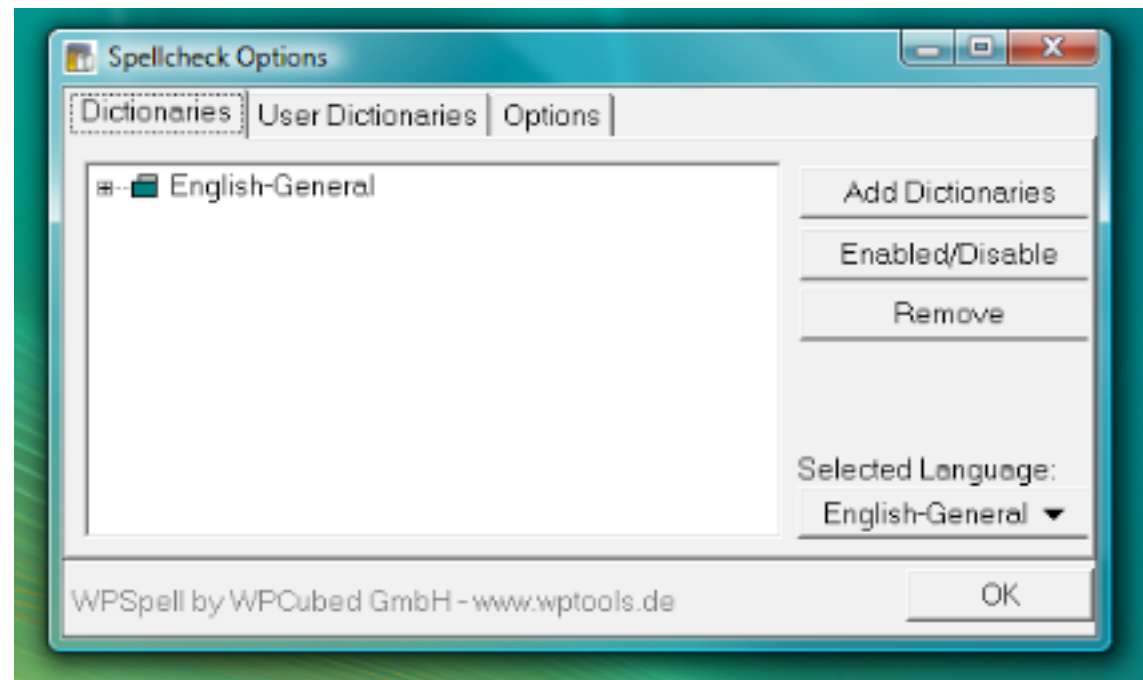 Spellcheck Options
Dictionaries User Dictionaries Options
English-General
Add Dictionaries
Enabled/Disable
Remove
Selected Language:
English-General
WPSpell by WPCubed GmbH - www.wptools.de
OK